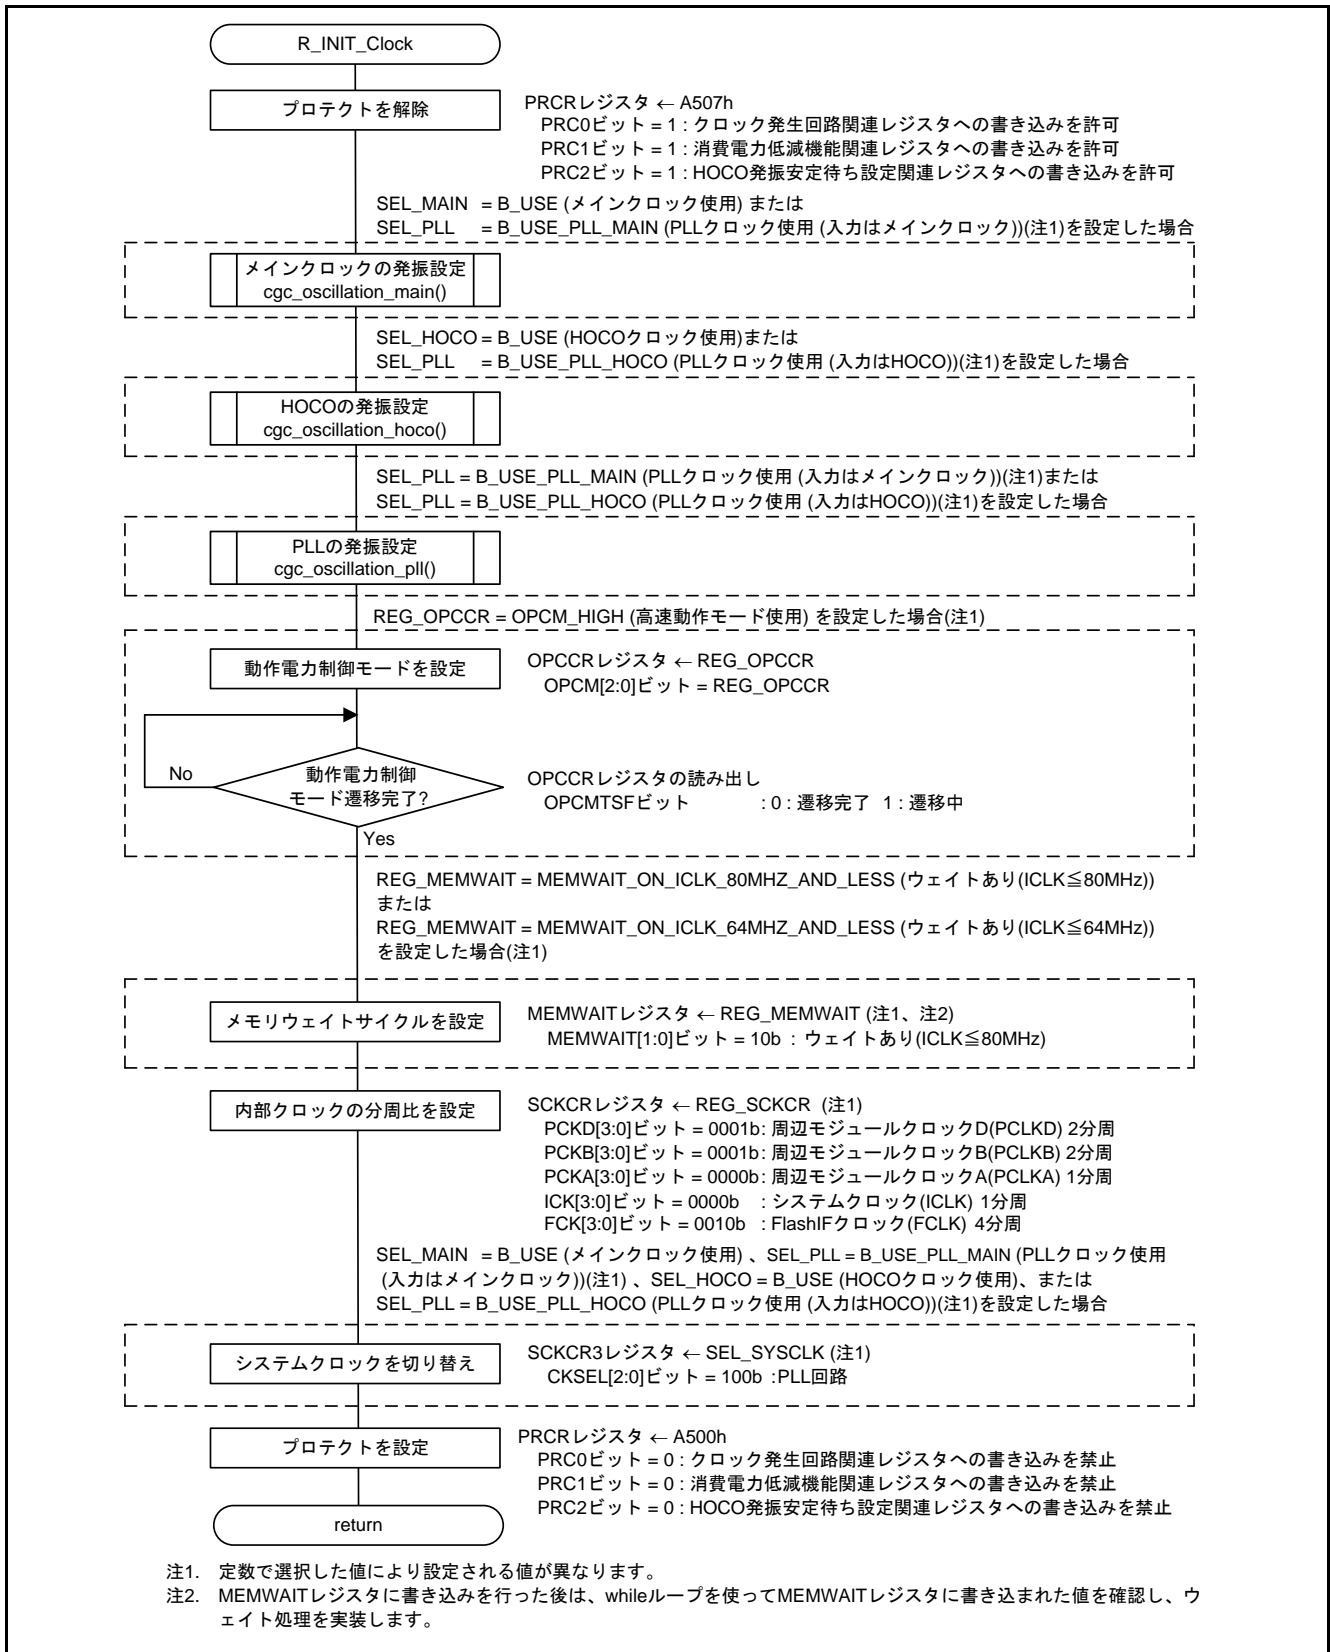 R_INIT_Clock
プロテクトを解除
PRCRレジスタ ← A507h
PRC0ビット = 1 : クロック発生回路関連レジスタへの書き込みを許可
PRC1ビット = 1 : 消費電力低減機能関連レジスタへの書き込みを許可
PRC2ビット = 1 : HOCO発振安定待ち設定関連レジスタへの書き込みを許可
SEL_MAIN = B_USE (メインクロック使用) または
SEL_PLL = B_USE_PLL_MAIN (PLLクロック使用 (入力はメインクロック))(注1)を設定した場合
メインクロックの発振設定
cgc_oscillation_main()
SEL_HOCO = B_USE (HOCOクロック使用)または
SEL_PLL = B_USE_PLL_HOCO (PLLクロック使用 (入力はHOCO))(注1)を設定した場合
HOCOの発振設定
cgc_oscillation_hoco()
SEL_PLL = B_USE_PLL_MAIN (PLLクロック使用 (入力はメインクロック))(注1)または
SEL_PLL = B_USE_PLL_HOCO (PLLクロック使用 (入力はHOCO))(注1)を設定した場合
PLLの発振設定
cgc_oscillation_pll()
REG_OPCCR = OPCM_HIGH (高速動作モード使用) を設定した場合(注1)
動作電力制御モードを設定
OPCCRレジスタ ← REG_OPCCR
OPCM[2:0]ビット = REG_OPCCR
No
動作電力制御
モード遷移完了?
OPCCRレジスタの読み出し
OPCMTSFビット : 0 : 遷移完了 1 : 遷移中
Yes
REG_MEMWAIT = MEMWAIT_ON_ICLK_80MHZ_AND_LESS (ウェイトあり(ICLK≦80MHz))
または
REG_MEMWAIT = MEMWAIT_ON_ICLK_64MHZ_AND_LESS (ウェイトあり(ICLK≦64MHz))
を設定した場合(注1)
メモリウェイトサイクルを設定
MEMWAITレジスタ ← REG_MEMWAIT (注1、注2)
MEMWAIT[1:0]ビット = 10b : ウェイトあり(ICLK≦80MHz)
内部クロックの分周比を設定
SCKCRレジスタ ← REG_SCKCR (注1)
PCKD[3:0]ビット = 0001b : 周辺モジュールクロックD(PCLKD) 2分周
PCKB[3:0]ビット = 0001b : 周辺モジュールクロックB(PCLKB) 2分周
PCKA[3:0]ビット = 0000b : 周辺モジュールクロックA(PCLKA) 1分周
ICK[3:0]ビット = 0000b : システムクロック(ICLK) 1分周
FCK[3:0]ビット = 0010b : FlashIFクロック(FCLK) 4分周
SEL_MAIN = B_USE (メインクロック使用) 、SEL_PLL = B_USE_PLL_MAIN (PLLクロック使用
(入力はメインクロック))(注1) 、SEL_HOCO = B_USE (HOCOクロック使用)、または
SEL_PLL = B_USE_PLL_HOCO (PLLクロック使用 (入力はHOCO))(注1)を設定した場合
システムクロックを切り替え
SCKCR3レジスタ ← SEL_SYSCLK (注1)
CKSEL[2:0]ビット = 100b :PLL回路
プロテクトを設定
PRCRレジスタ ← A500h
PRC0ビット = 0 : クロック発生回路関連レジスタへの書き込みを禁止
PRC1ビット = 0 : 消費電力低減機能関連レジスタへの書き込みを禁止
PRC2ビット = 0 : HOCO発振安定待ち設定関連レジスタへの書き込みを禁止
return
注1. 定数で選択した値により設定される値が異なります。
注2. MEMWAITレジスタに書き込みを行った後は、whileループを使ってMEMWAITレジスタに書き込まれた値を確認し、ウ
ェイト処理を実装します。